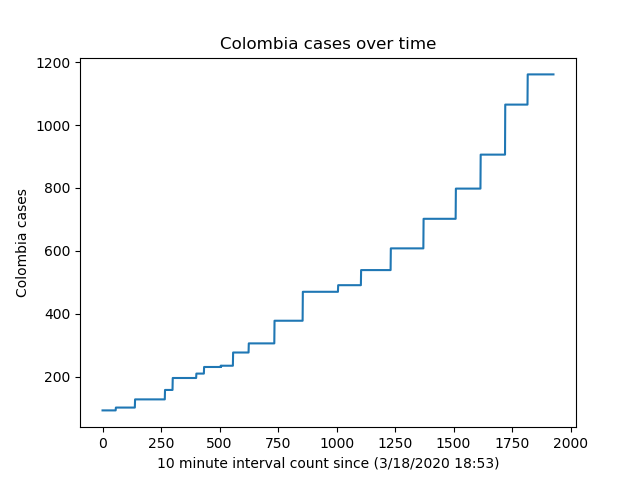 Colombia cases over time
Colombia cases
1200
1000
800
600
400
200
0 250 500 750 1000 1250 1500 1750 2000
10 minute interval count since (3/18/2020 18:53)